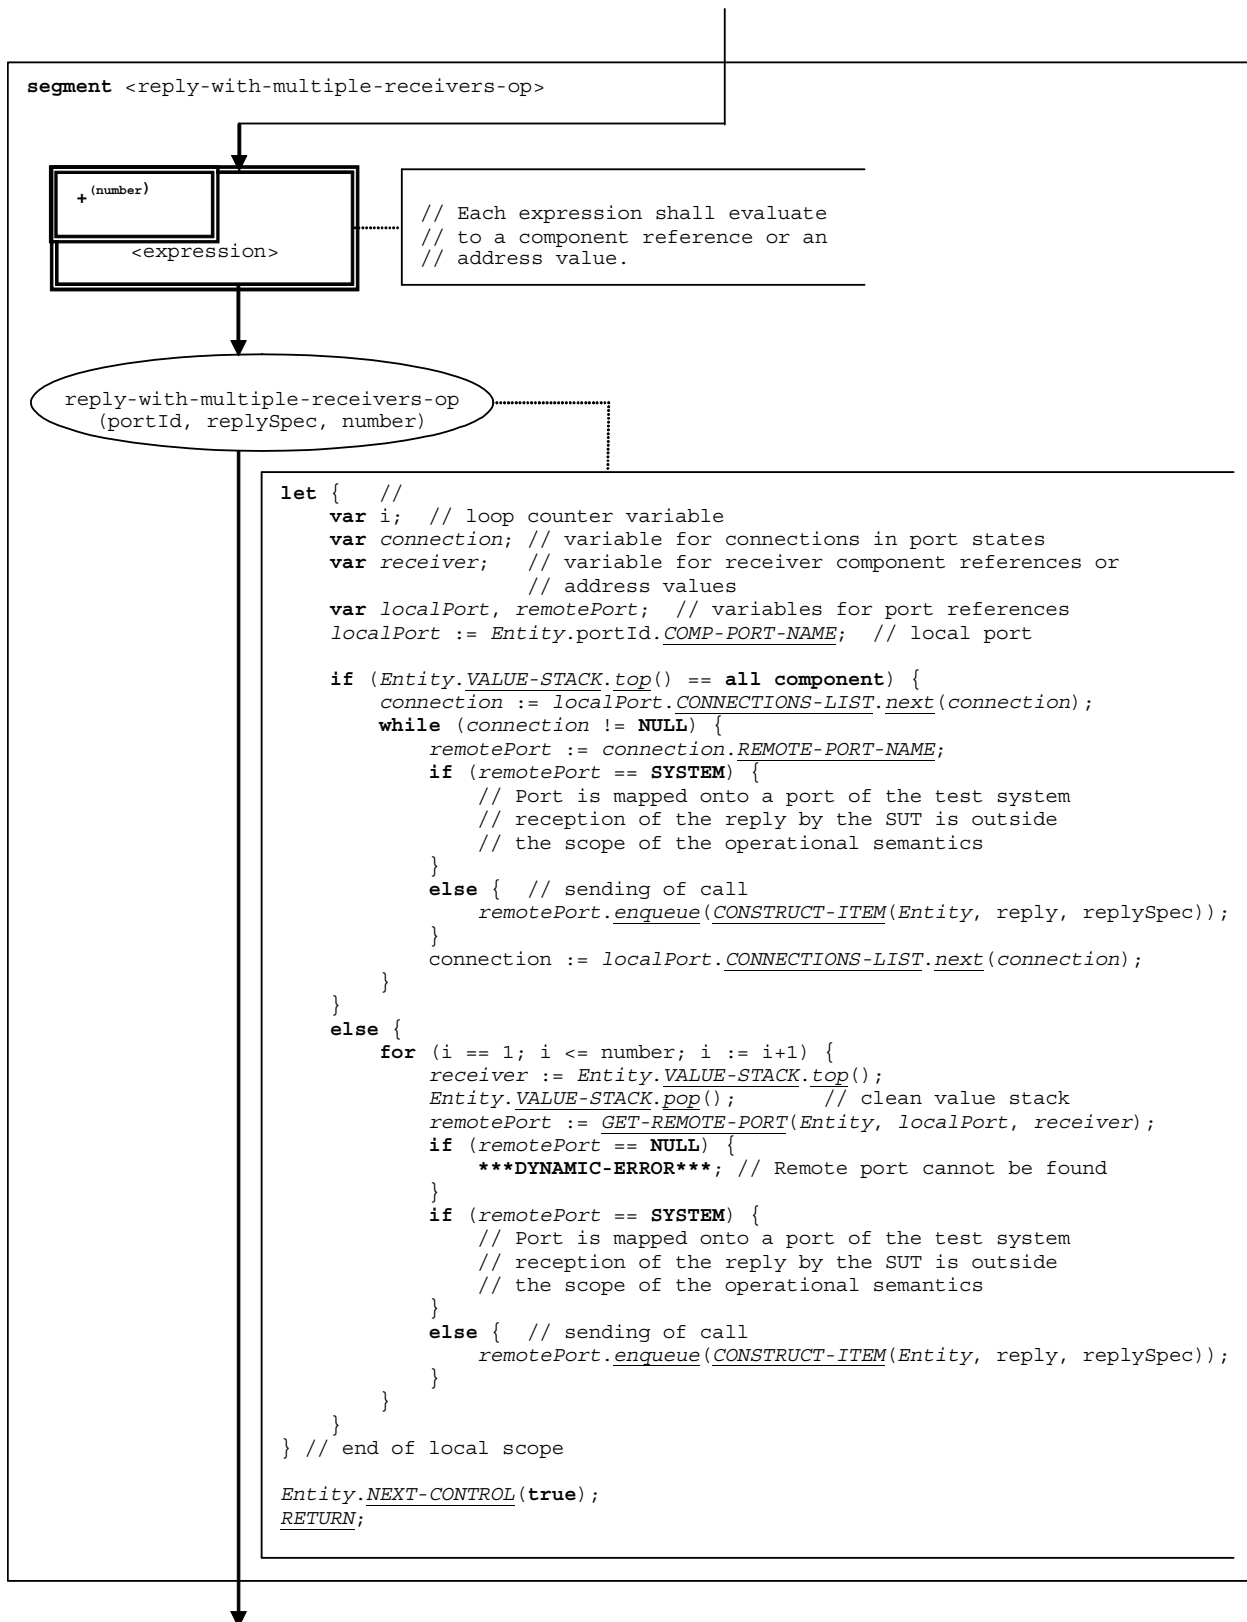 segment <reply-with-multiple-receivers-op>
+(number)
<expression>
// Each expression shall evaluate
// to a component reference or an
// address value.
reply-with-multiple-receivers-op
(portId, replySpec, number)
let {   //
    var i;  // loop counter variable
    var connection; // variable for connections in port states
    var receiver;   // variable for receiver component references or
                    // address values
    var localPort, remotePort;  // variables for port references
    localPort := Entity.portId.COMP-PORT-NAME;  // local port
    if (Entity.VALUE-STACK.top() == all component) {
        connection := localPort.CONNECTIONS-LIST.next(connection);
        while (connection != NULL) {
            remotePort := connection.REMOTE-PORT-NAME;
            if (remotePort == SYSTEM) {
                // Port is mapped onto a port of the test system
                // reception of the reply by the SUT is outside
                // the scope of the operational semantics
            }
            else {  // sending of call
                remotePort.enqueue(CONSTRUCT-ITEM(Entity, reply, replySpec));
            }
            connection := localPort.CONNECTIONS-LIST.next(connection);
        }
    }
    else {
        for (i == 1; i <= number; i := i+1) {
            receiver := Entity.VALUE-STACK.top();
            Entity.VALUE-STACK.pop();       // clean value stack
            remotePort := GET-REMOTE-PORT(Entity, localPort, receiver);
            if (remotePort == NULL) {
                ***DYNAMIC-ERROR***; // Remote port cannot be found
            }
            if (remotePort == SYSTEM) {
                // Port is mapped onto a port of the test system
                // reception of the reply by the SUT is outside
                // the scope of the operational semantics
            }
            else {  // sending of call
                remotePort.enqueue(CONSTRUCT-ITEM(Entity, reply, replySpec));
            }
        }
    }
} // end of local scope
Entity.NEXT-CONTROL(true);
RETURN;